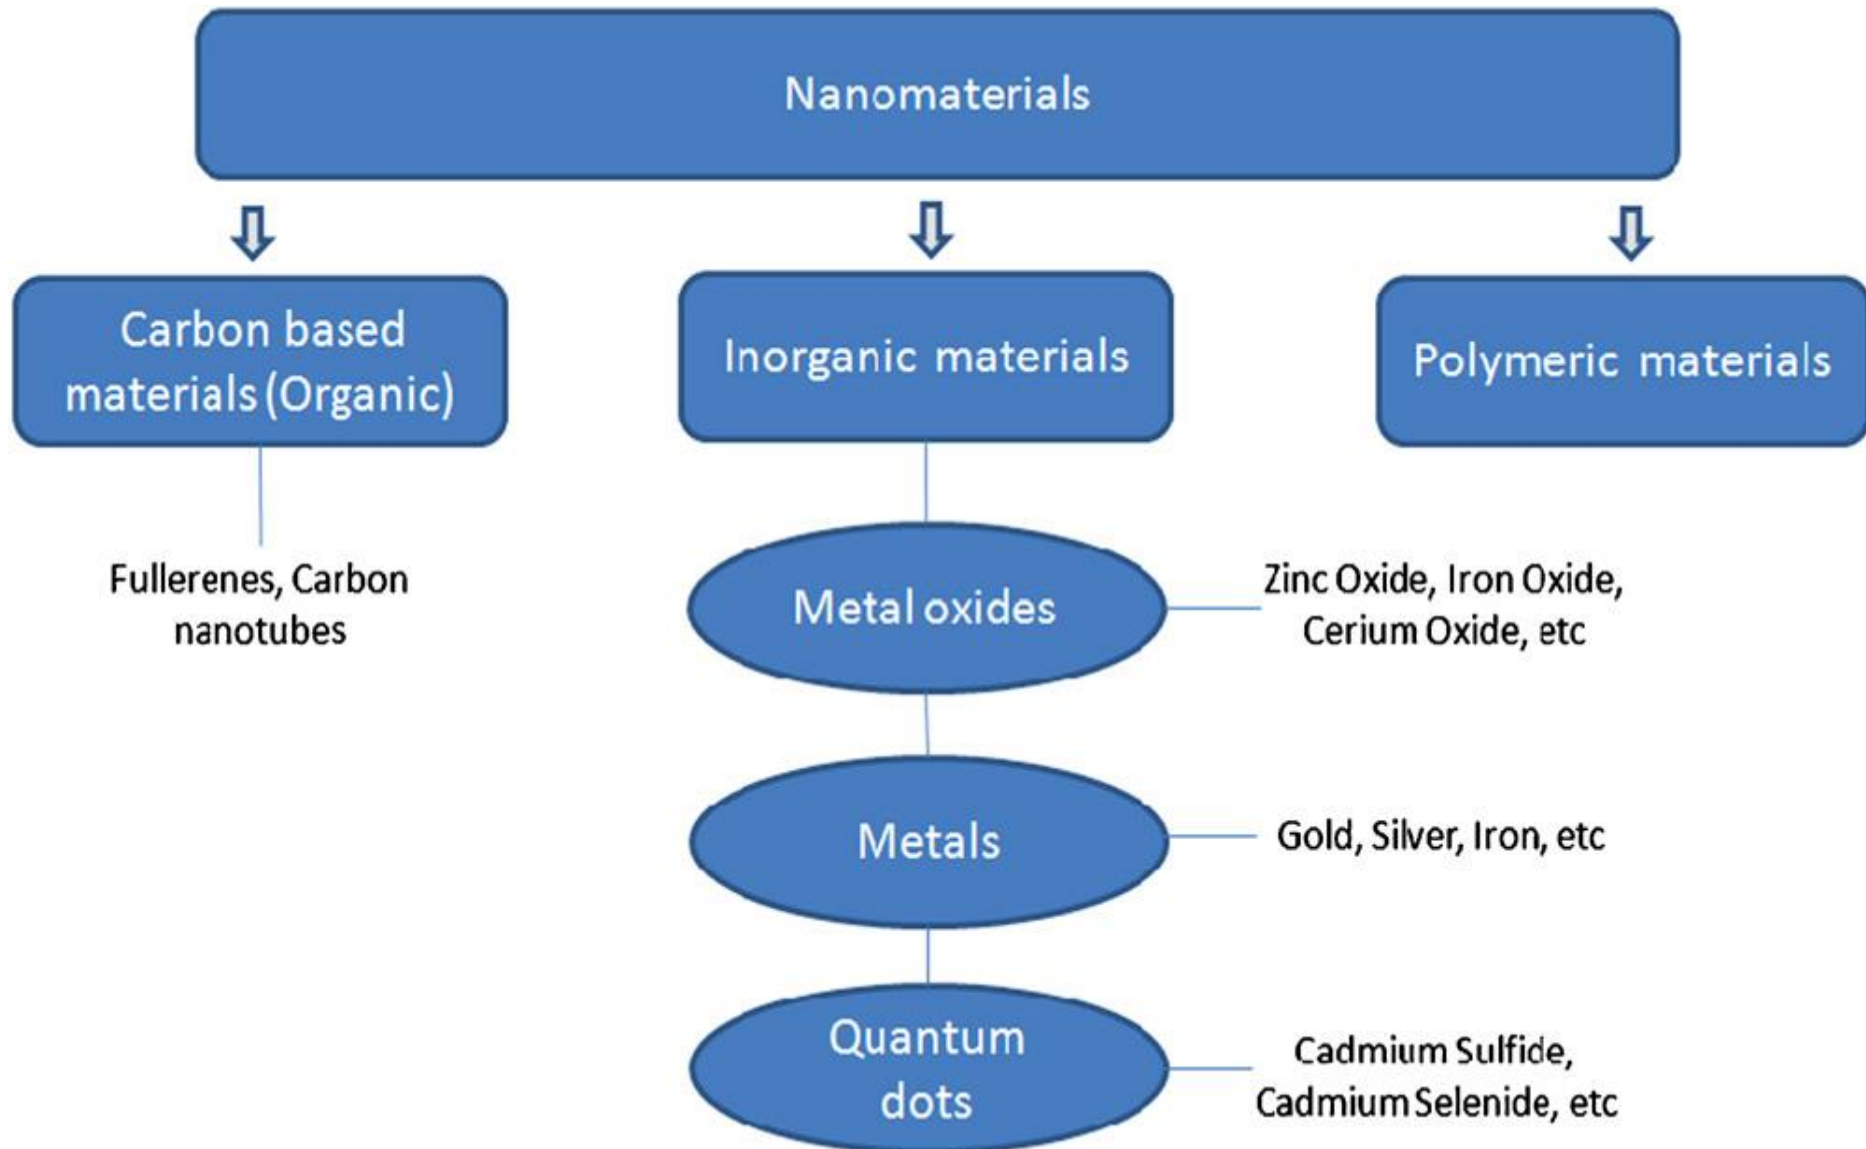 Nanomaterials
Carbon based
materials (Organic)
Inorganic materials
Polymeric materials
Fullerenes, Carbon
nanotubes
Metal oxides
Zinc Oxide, Iron Oxide,
Cerium Oxide, etc
Metals
Gold, Silver, Iron, etc
Quantum
dots
Cadmium Sulfide,
Cadmium Selenide, etc